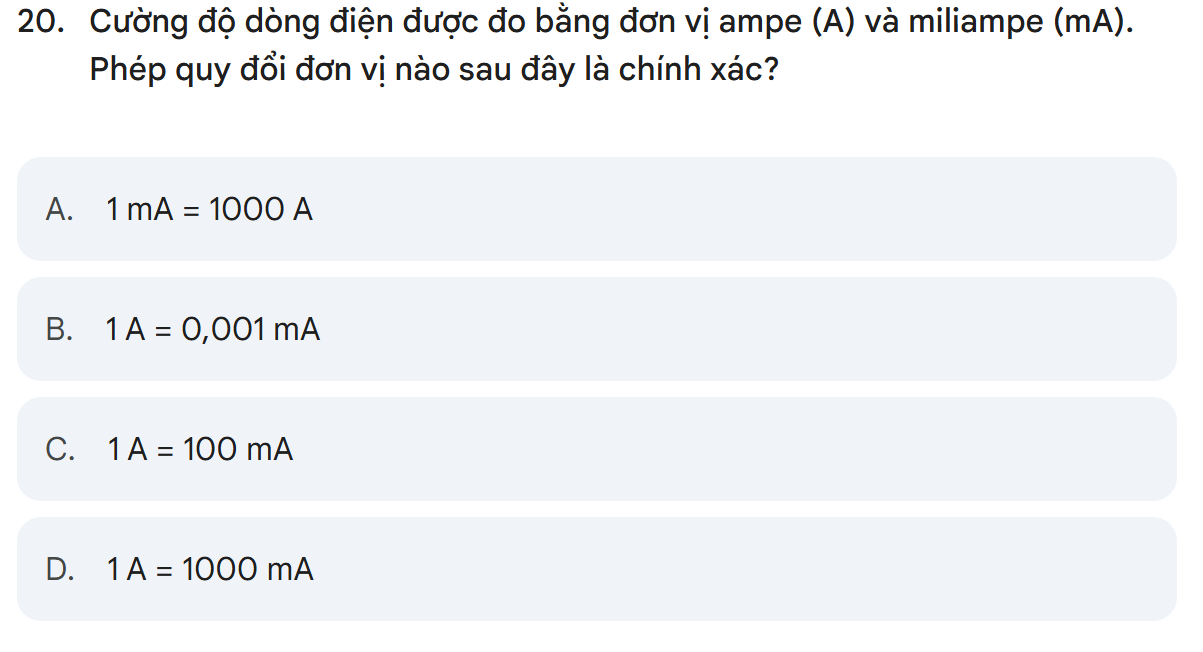 20. Cường độ dòng điện được đo bằng đơn vị ampe (A) và miliampe (mA).
Phép quy đổi đơn vị nào sau đây là chính xác?
A. 1 mA = 1000 A
B. 1 A = 0,001 mA
C. 1 A = 100 mA
D. 1 A = 1000 mA